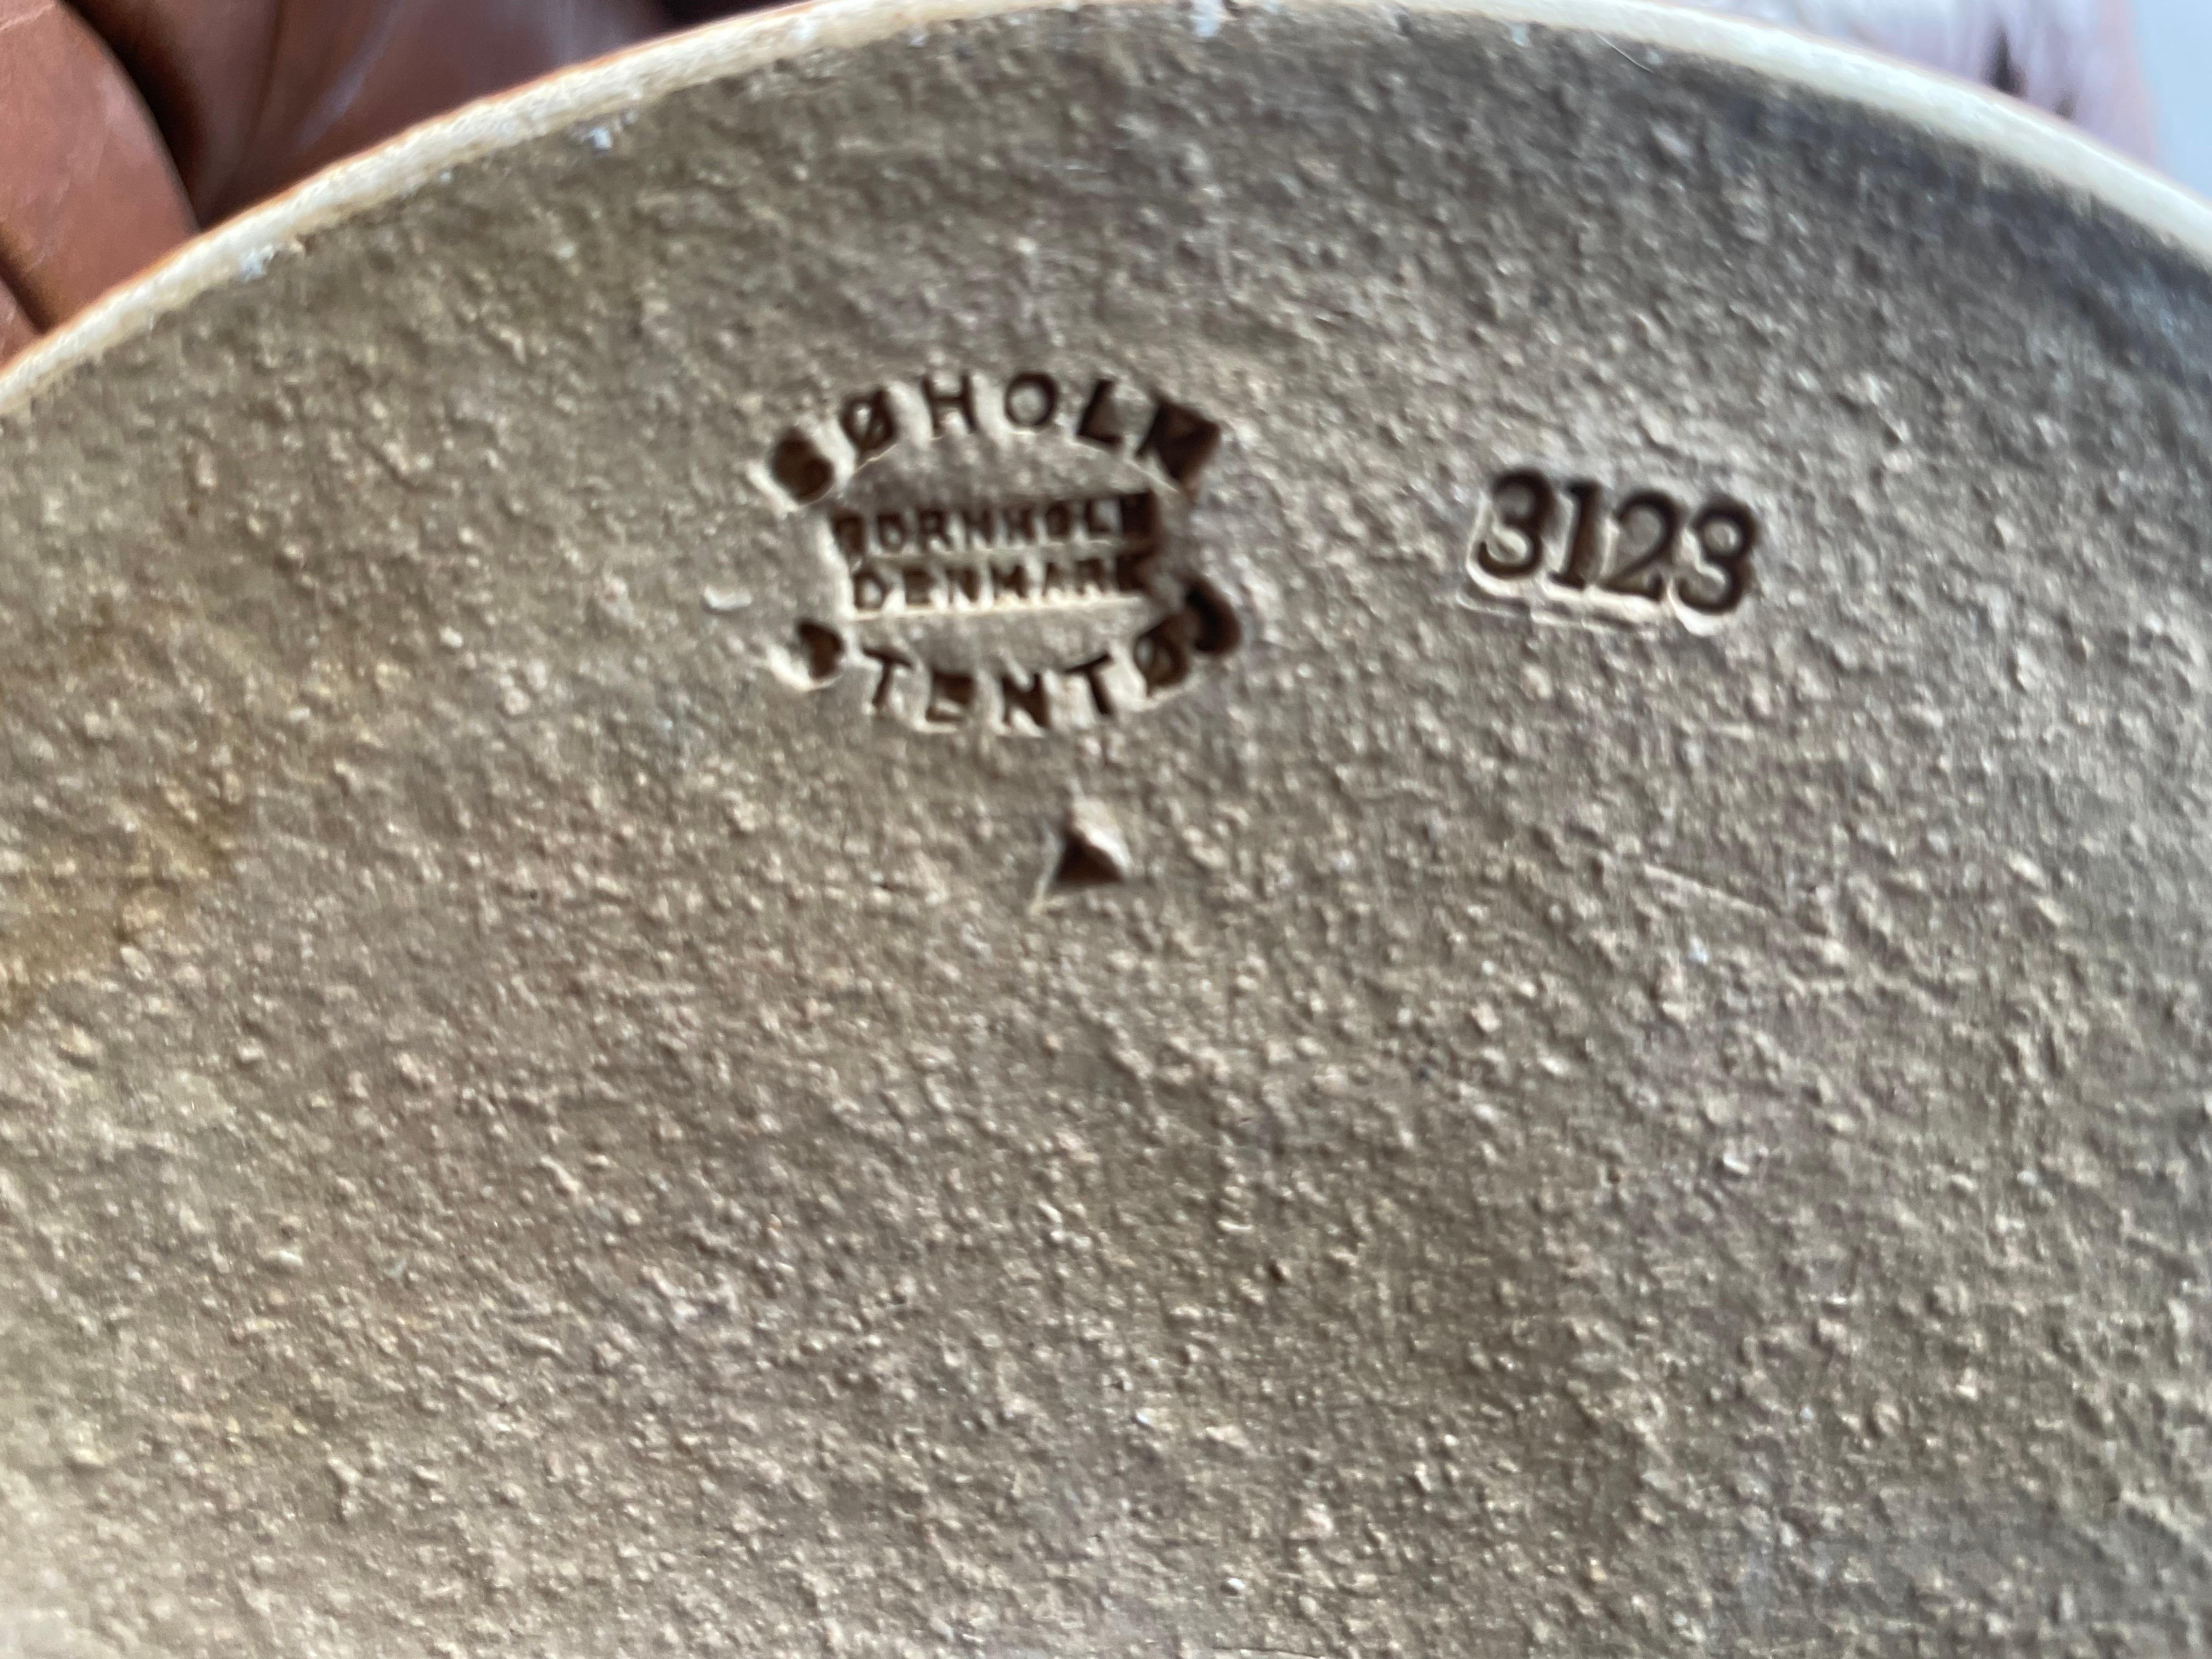 SØHOLM
BORNHOLM
DENMARK
STENTØJ
3123